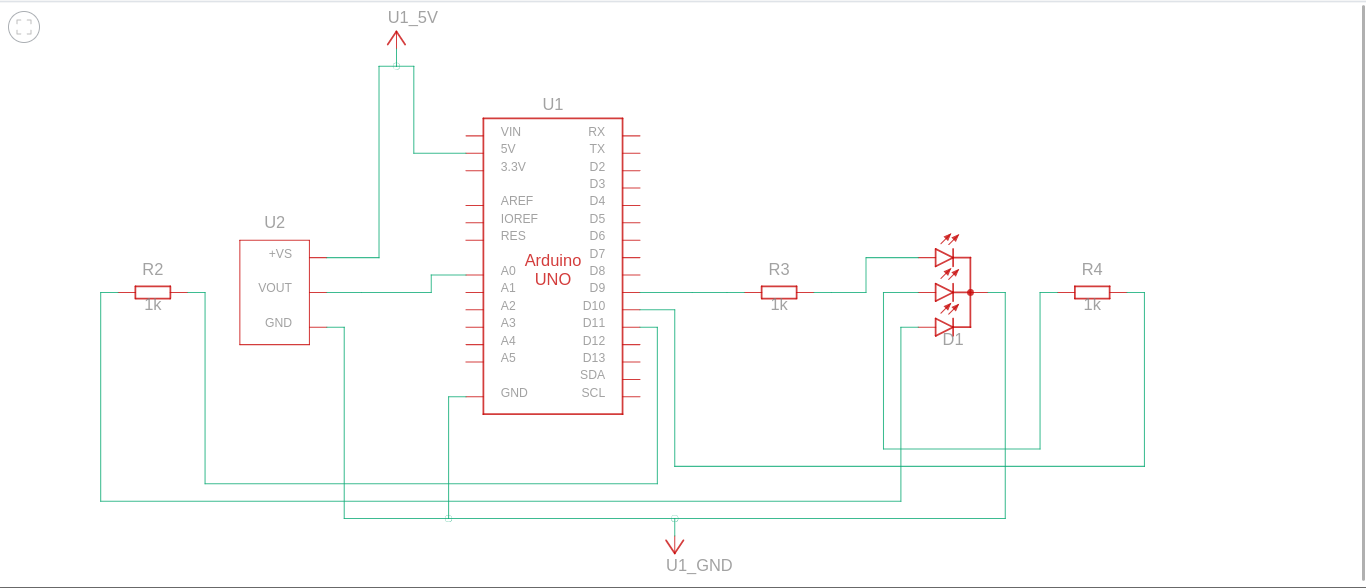 U1_5V
U1
VIN
5V
3.3V
AREF
IOREF
RES
A0
A1
A2
A3
A4
A5
GND
Arduino
UNO
RX
TX
D2
D3
D4
D5
D6
D7
D8
D9
D10
D11
D12
D13
SDA
SCL
U2
+VS
VOUT
GND
R2
1k
R3
1k
D1
R4
1k
U1_GND